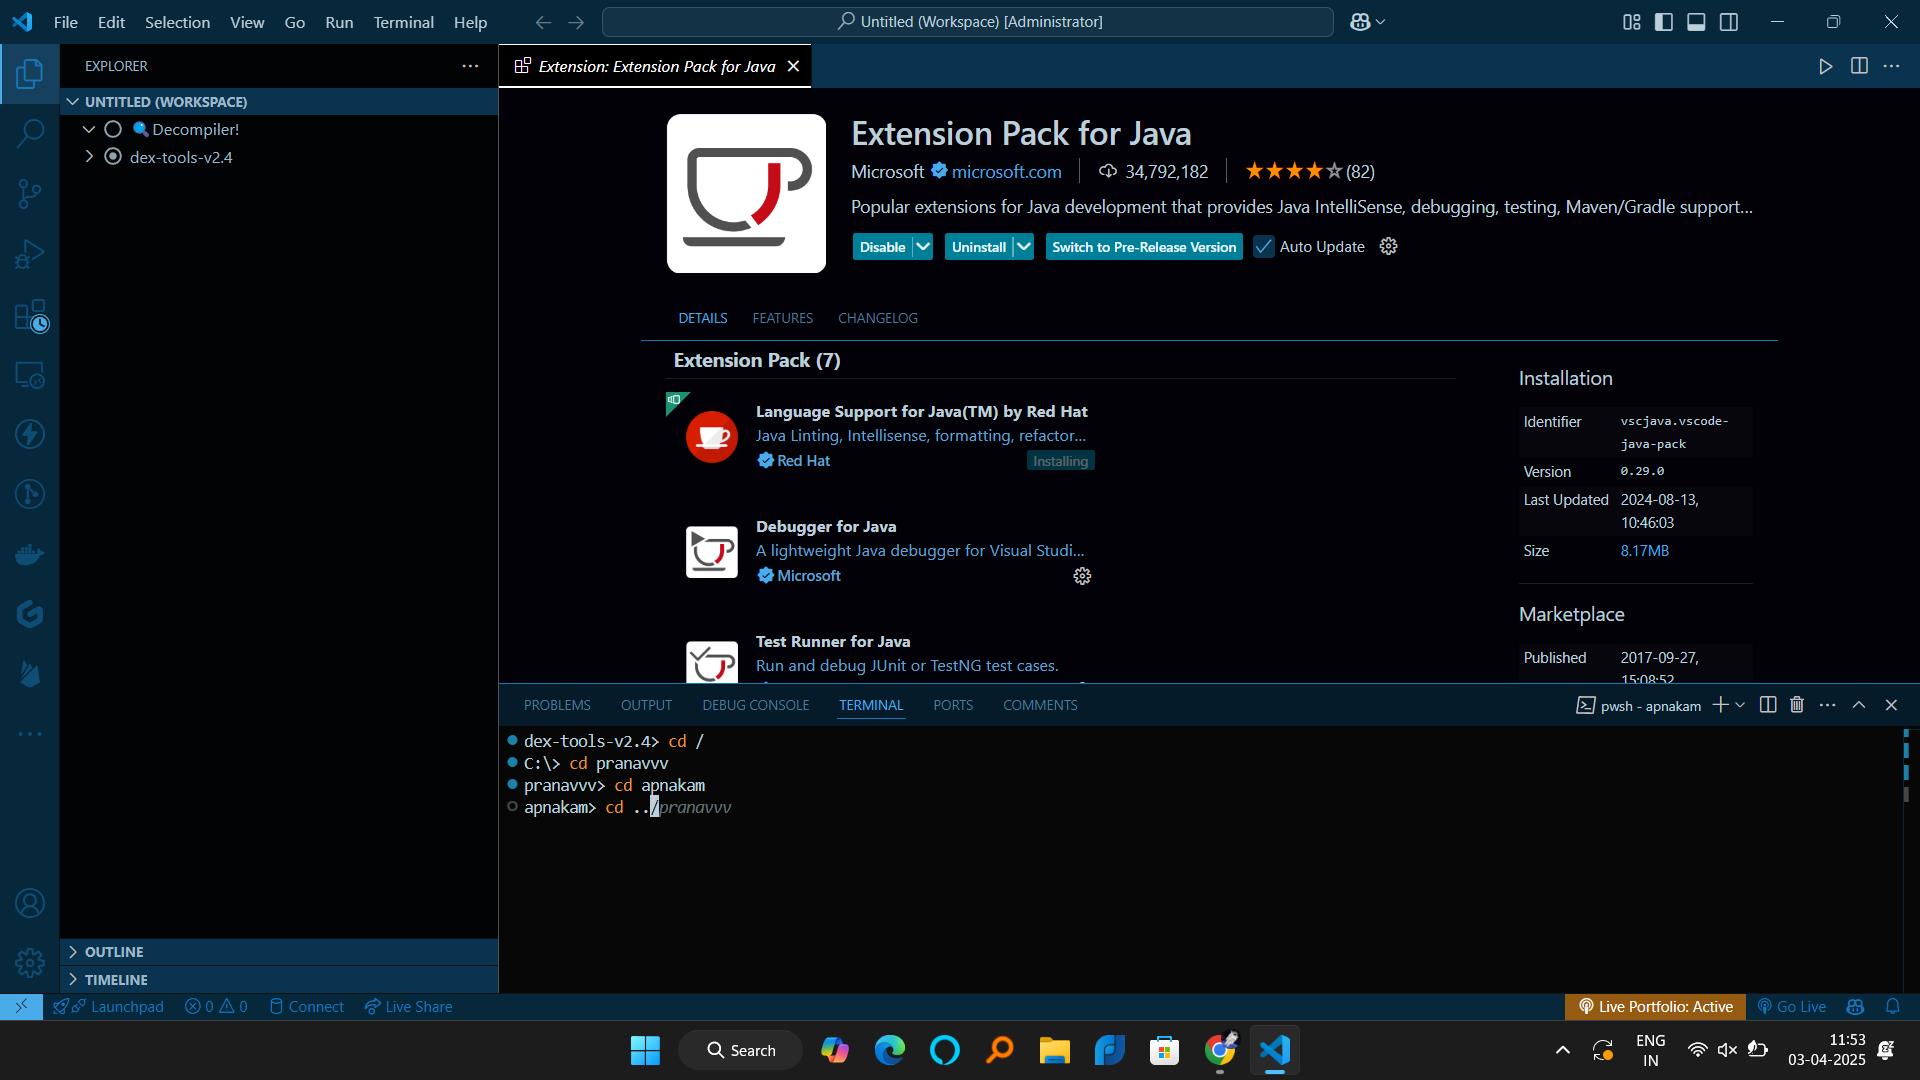 File Edit Selection View Go Run Terminal Help
Untitled (Workspace) [Administrator]
EXPLORER
UNTITLED (WORKSPACE)
Decompiler!
dex-tools-v2.4
OUTLINE
TIMELINE
Extension: Extension Pack for Java
Extension Pack for Java
Microsoft microsoft.com 34,792,182 (82)
Popular extensions for Java development that provides Java IntelliSense, debugging, testing, Maven/Gradle support...
Disable Uninstall Switch to Pre-Release Version Auto Update
DETAILS FEATURES CHANGELOG
Extension Pack (7)
Language Support for Java(TM) by Red Hat
Java Linting, Intellisense, formatting, refactor...
Red Hat Installing
Debugger for Java
A lightweight Java debugger for Visual Studi...
Microsoft
Test Runner for Java
Run and debug JUnit or TestNG test cases.
Installation
Identifier vscjava.vscode-
java-pack
Version 0.29.0
Last Updated 2024-08-13,
10:46:03
Size 8.17MB
Marketplace
Published 2017-09-27,
15:08:52
PROBLEMS OUTPUT DEBUG CONSOLE TERMINAL PORTS COMMENTS
pwsh - apnakam
dex-tools-v2.4> cd /
C:\> cd pranavvv
pranavvv> cd apnakam
apnakam> cd ../pranavvv
Launchpad 0 0 Connect Live Share
Live Portfolio: Active Go Live
Search
ENG
IN
11:53
03-04-2025